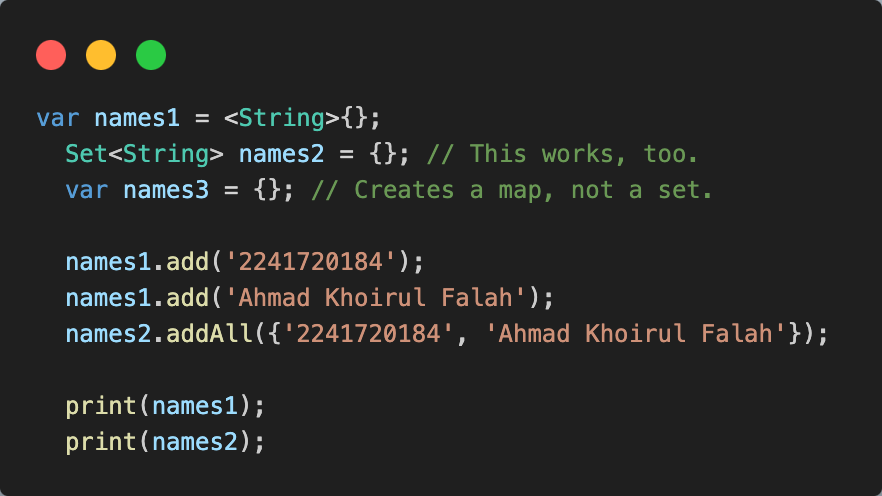 var names1 = <String>{};
  Set<String> names2 = {}; // This works, too.
  var names3 = {}; // Creates a map, not a set.

  names1.add('2241720184');
  names1.add('Ahmad Khoirul Falah');
  names2.addAll({'2241720184', 'Ahmad Khoirul Falah'});

  print(names1);
  print(names2);